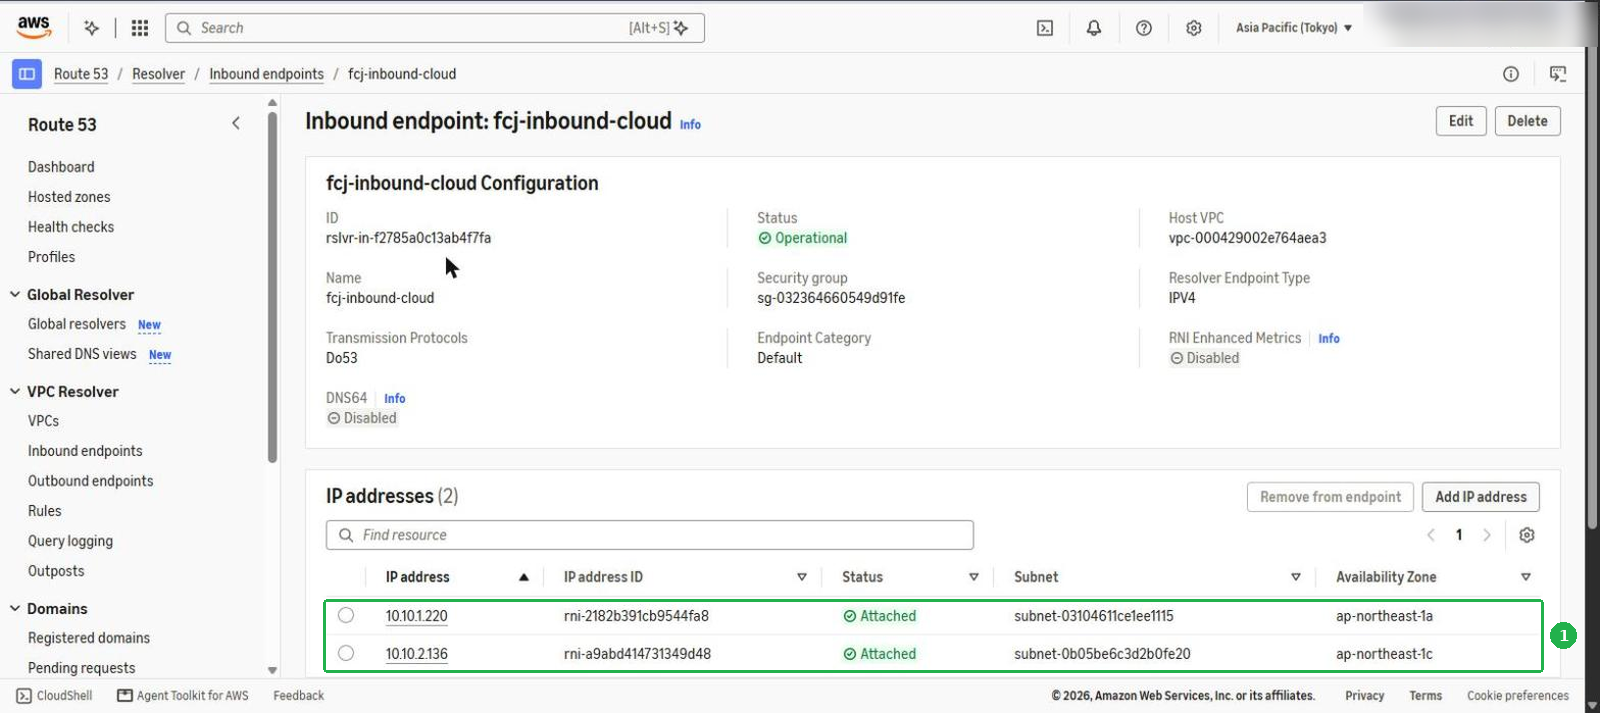 aws
Search
[Alt+S]
Asia Pacific (Tokyo)
Route 53 / Resolver / Inbound endpoints / fcj-inbound-cloud
Route 53
Dashboard
Hosted zones
Health checks
Profiles
Global Resolver
Global resolvers New
Shared DNS views New
VPC Resolver
VPCs
Inbound endpoints
Outbound endpoints
Rules
Query logging
Outposts
Domains
Registered domains
Pending requests
Inbound endpoint: fcj-inbound-cloud Info
Edit
Delete
fcj-inbound-cloud Configuration
ID
rslvr-in-f2785a0c13ab4f7fa
Status
Operational
Host VPC
vpc-000429002e764aea3
Name
fcj-inbound-cloud
Security group
sg-032364660549d91fe
Resolver Endpoint Type
IPV4
Transmission Protocols
Do53
Endpoint Category
Default
RNI Enhanced Metrics Info
Disabled
DNS64 Info
Disabled
IP addresses (2)
Remove from endpoint
Add IP address
Find resource
1
IP address IP address ID Status Subnet Availability Zone
10.10.1.220 rni-2182b391cb9544fa8 Attached subnet-03104611ce1ee1115 ap-northeast-1a
10.10.2.136 rni-a9abd414731349d48 Attached subnet-0b05be6c3d2b0fe20 ap-northeast-1c
1
CloudShell Agent Toolkit for AWS Feedback
© 2026, Amazon Web Services, Inc. or its affiliates. Privacy Terms Cookie preferences